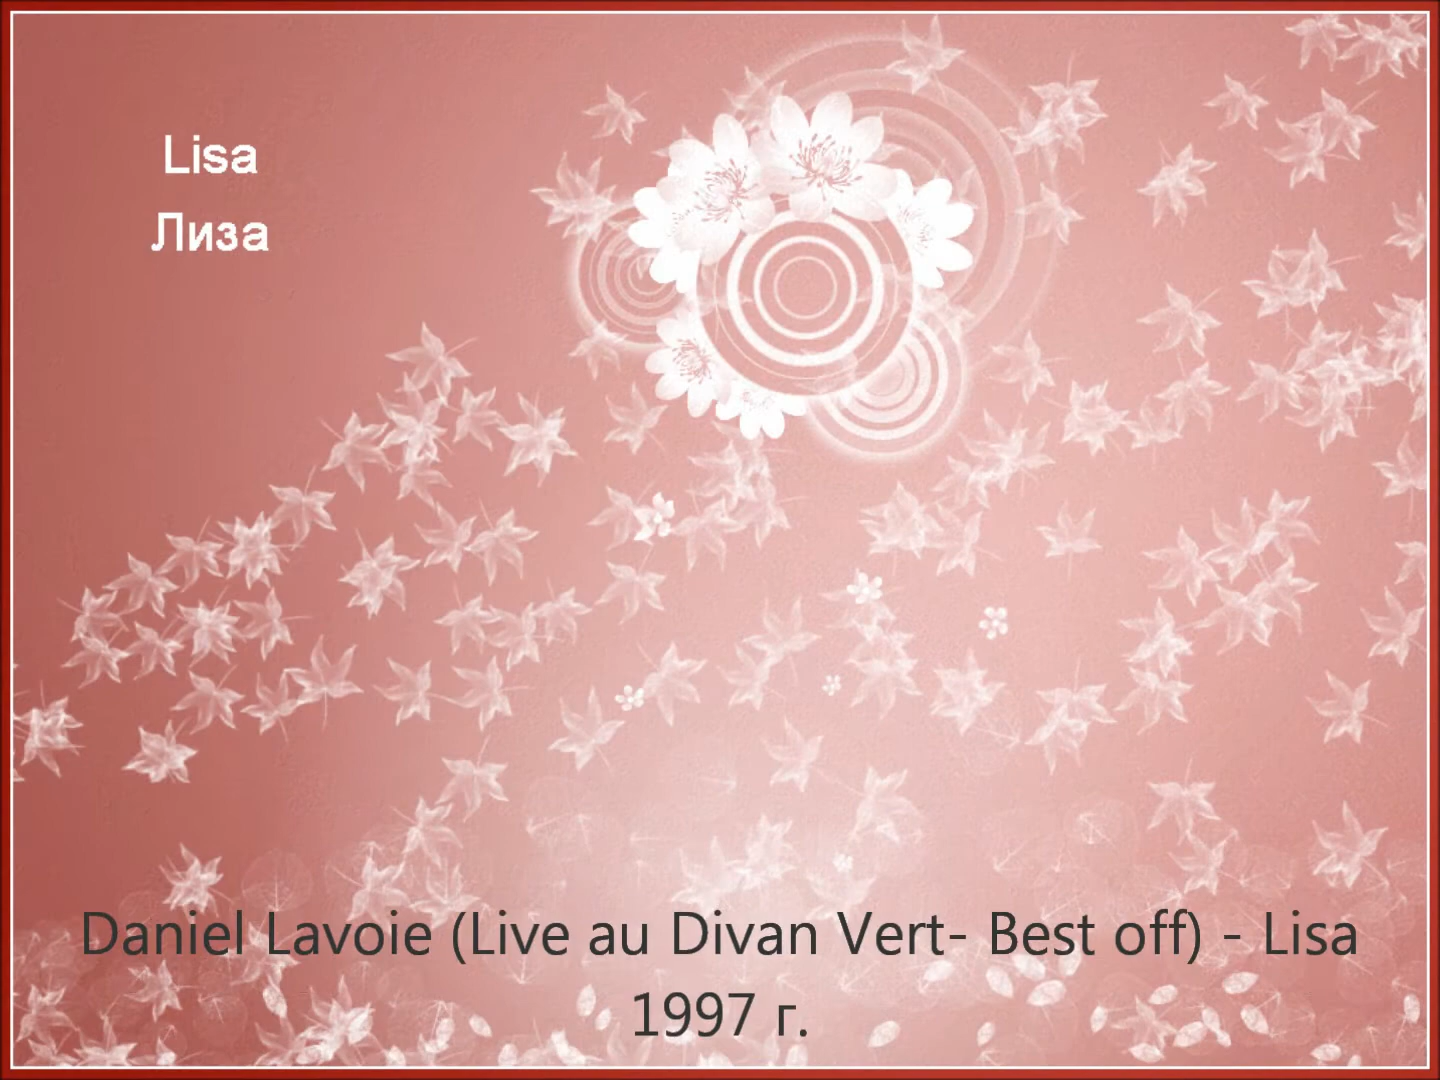 Lisa
Лиза
Daniel Lavoie (Live au Divan Vert- Best off) - Lisa
1997 г.